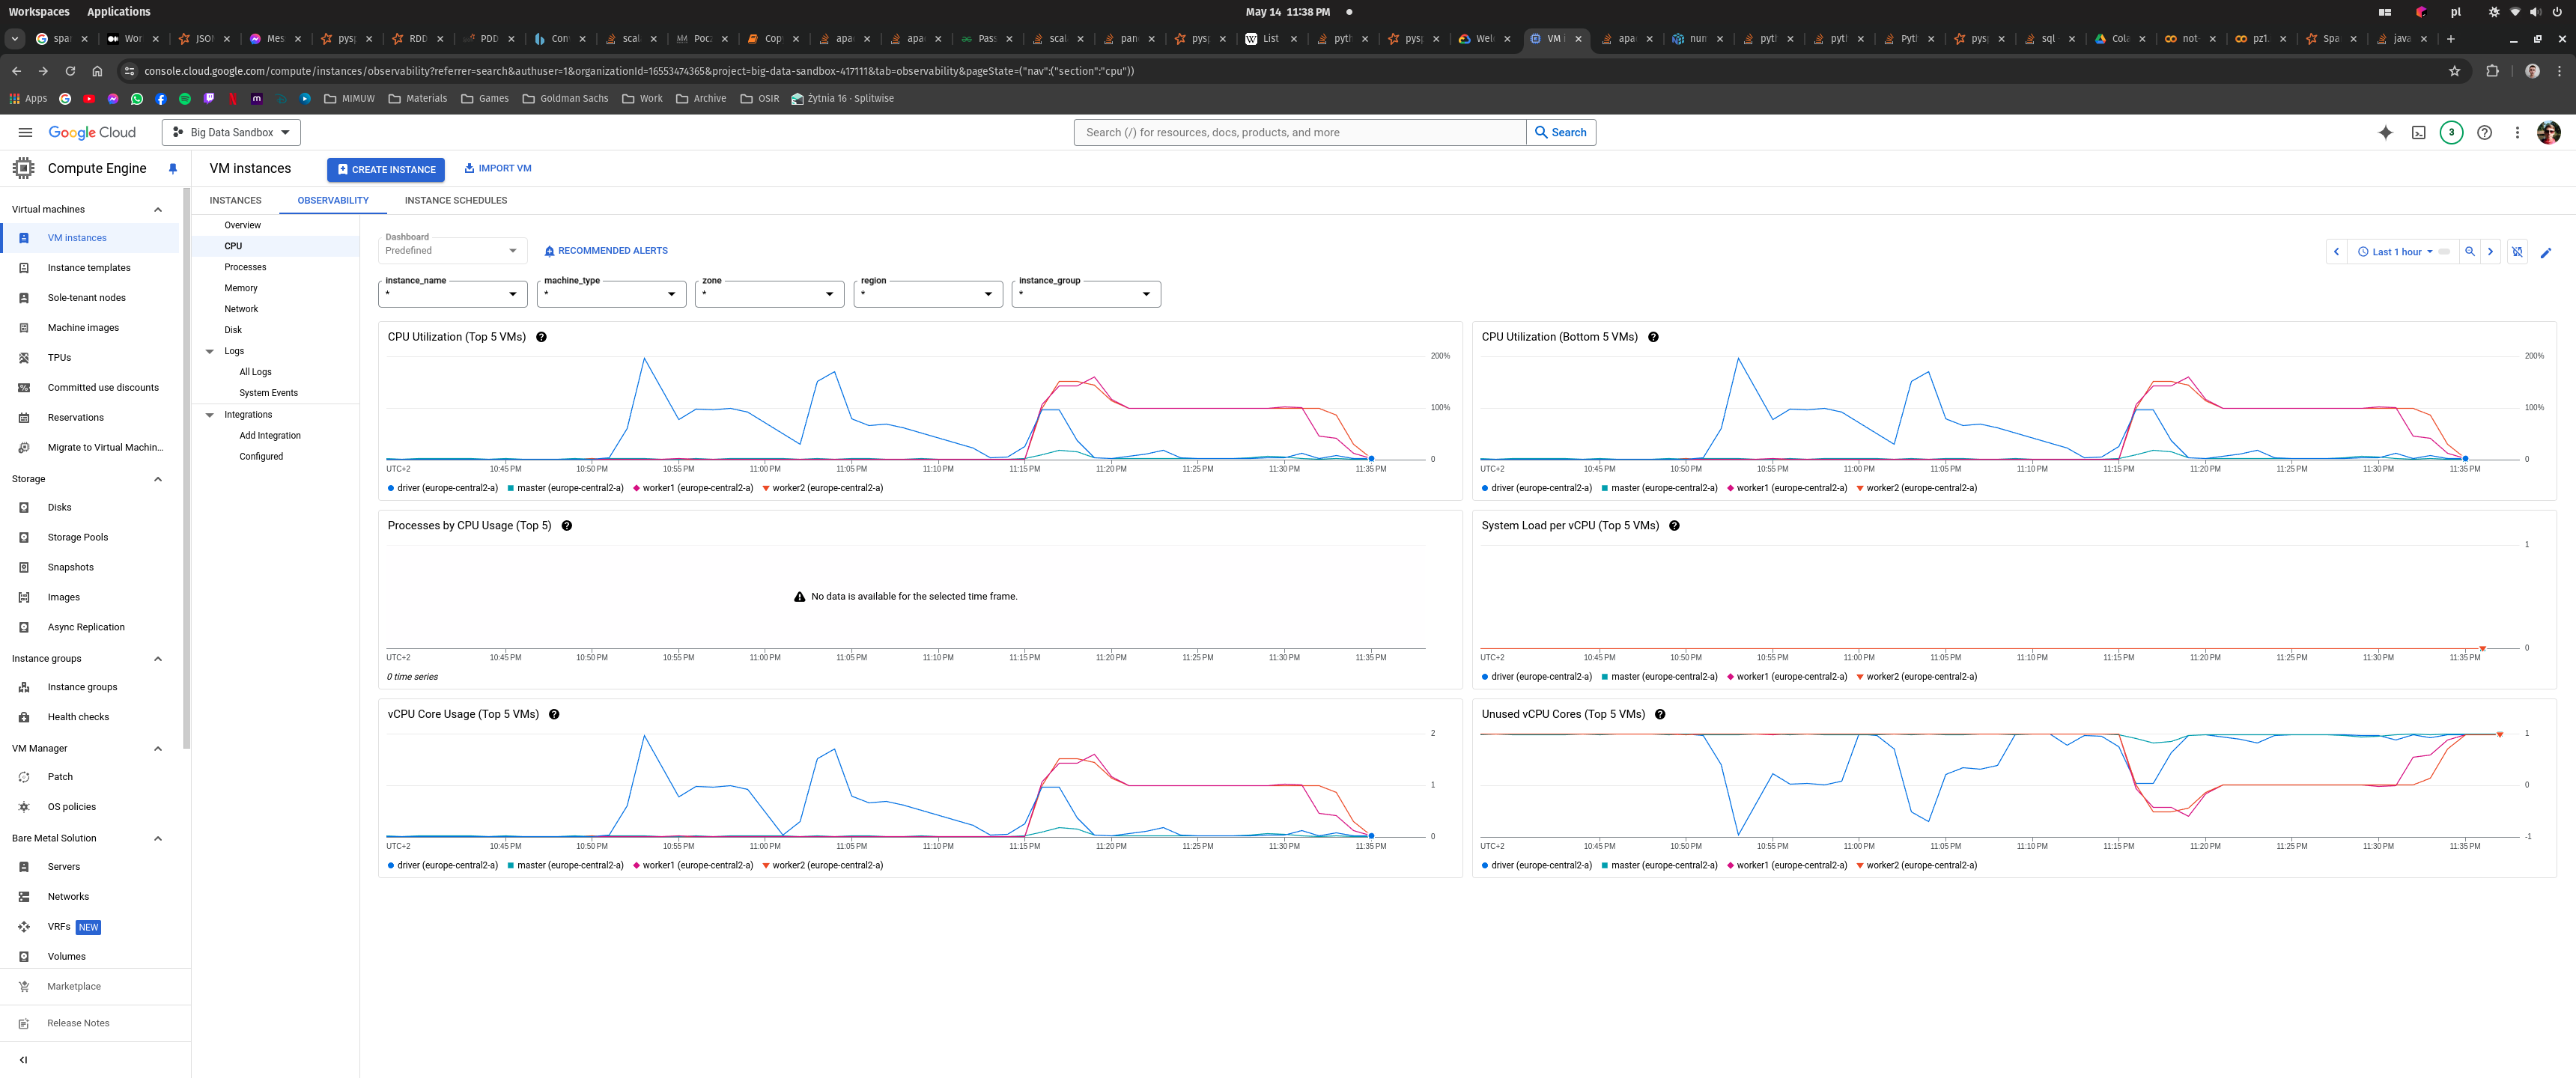 Workspaces Applications May 14 11:38 PM pl
spa Wor JSO Mes pys RDD PDD Con scal Poc Cop apac apac Pass scal pan pys List pyth pys Wel VM i apac num pyth pyth Pyth pys sql Cola not- pz1. Spa java
console.cloud.google.com/compute/instances/observability?referrer=search&authuser=1&organizationId=16553474365&project=big-data-sandbox-417111&tab=observability&pageState=("nav":("section":"cpu"))
Apps MIMUW Materials Games Goldman Sachs Work Archive OSIR Żytnia 16 - Splitwise
Google Cloud Big Data Sandbox Search (/) for resources, docs, products, and more Search 3
Compute Engine
Virtual machines
VM instances
Instance templates
Sole-tenant nodes
Machine images
TPUs
Committed use discounts
Reservations
Migrate to Virtual Machin...
Storage
Disks
Storage Pools
Snapshots
Images
Async Replication
Instance groups
Instance groups
Health checks
VM Manager
Patch
OS policies
Bare Metal Solution
Servers
Networks
VRFs NEW
Volumes
Marketplace
Release Notes
VM instances CREATE INSTANCE IMPORT VM
INSTANCES OBSERVABILITY INSTANCE SCHEDULES
Overview
CPU
Processes
Memory
Network
Disk
Logs
All Logs
System Events
Integrations
Add Integration
Configured
Dashboard
Predefined RECOMMENDED ALERTS Last 1 hour
instance_name machine_type zone region instance_group
* * * * *
CPU Utilization (Top 5 VMs)
200%
100%
0
UTC+2 10:45 PM 10:50 PM 10:55 PM 11:00 PM 11:05 PM 11:10 PM 11:15 PM 11:20 PM 11:25 PM 11:30 PM 11:35 PM
driver (europe-central2-a) master (europe-central2-a) worker1 (europe-central2-a) worker2 (europe-central2-a)
CPU Utilization (Bottom 5 VMs)
200%
100%
0
UTC+2 10:45 PM 10:50 PM 10:55 PM 11:00 PM 11:05 PM 11:10 PM 11:15 PM 11:20 PM 11:25 PM 11:30 PM 11:35 PM
driver (europe-central2-a) master (europe-central2-a) worker1 (europe-central2-a) worker2 (europe-central2-a)
Processes by CPU Usage (Top 5)
No data is available for the selected time frame.
UTC+2 10:45 PM 10:50 PM 10:55 PM 11:00 PM 11:05 PM 11:10 PM 11:15 PM 11:20 PM 11:25 PM 11:30 PM 11:35 PM
0 time series
System Load per vCPU (Top 5 VMs)
1
0
UTC+2 10:45 PM 10:50 PM 10:55 PM 11:00 PM 11:05 PM 11:10 PM 11:15 PM 11:20 PM 11:25 PM 11:30 PM 11:35 PM
driver (europe-central2-a) master (europe-central2-a) worker1 (europe-central2-a) worker2 (europe-central2-a)
vCPU Core Usage (Top 5 VMs)
2
1
0
UTC+2 10:45 PM 10:50 PM 10:55 PM 11:00 PM 11:05 PM 11:10 PM 11:15 PM 11:20 PM 11:25 PM 11:30 PM 11:35 PM
driver (europe-central2-a) master (europe-central2-a) worker1 (europe-central2-a) worker2 (europe-central2-a)
Unused vCPU Cores (Top 5 VMs)
1
0
-1
UTC+2 10:45 PM 10:50 PM 10:55 PM 11:00 PM 11:05 PM 11:10 PM 11:15 PM 11:20 PM 11:25 PM 11:30 PM 11:35 PM
driver (europe-central2-a) master (europe-central2-a) worker1 (europe-central2-a) worker2 (europe-central2-a)